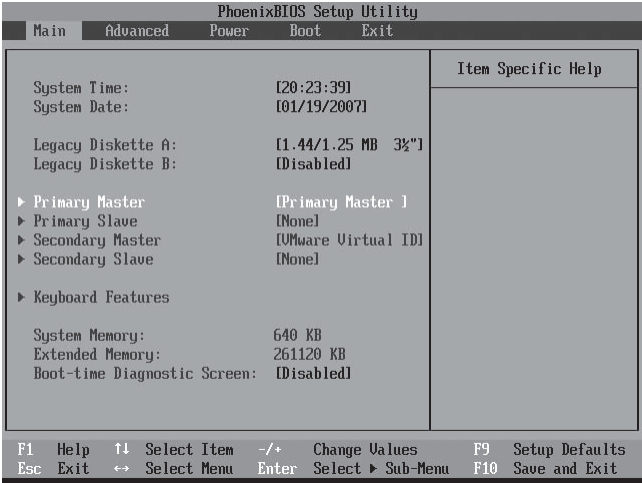 PhoenixBIOS Setup Utility
Main Advanced Power Boot Exit
Item Specific Help
System Time: [20:23:39]
System Date: [01/19/2007]
Legacy Diskette A: [1.44/1.25 MB 3½"]
Legacy Diskette B: [Disabled]
▶ Primary Master [Primary Master ]
▶ Primary Slave [None]
▶ Secondary Master [VMware Virtual ID]
▶ Secondary Slave [None]
▶ Keyboard Features
System Memory: 640 KB
Extended Memory: 261120 KB
Boot-time Diagnostic Screen: [Disabled]
F1 Help ↑↓ Select Item -/+ Change Values F9 Setup Defaults
Esc Exit ↔ Select Menu Enter Select ▶ Sub-Menu F10 Save and Exit